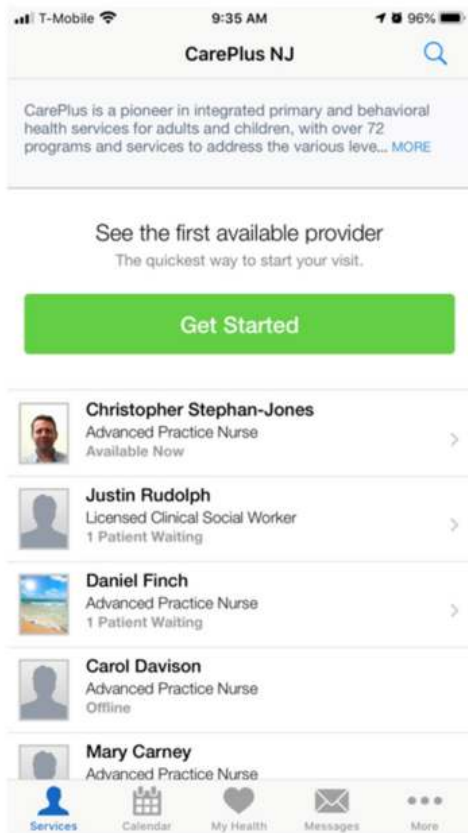 T-Mobile 9:35 AM 96%
CarePlus NJ
CarePlus is a pioneer in integrated primary and behavioral
health services for adults and children, with over 72
programs and services to address the various leve... MORE
See the first available provider
The quickest way to start your visit.
Get Started
Christopher Stephan-Jones
Advanced Practice Nurse
Available Now
Justin Rudolph
Licensed Clinical Social Worker
1 Patient Waiting
Daniel Finch
Advanced Practice Nurse
1 Patient Waiting
Carol Davison
Advanced Practice Nurse
Offline
Mary Carney
Advanced Practice Nurse
Services Calendar My Health Messages More